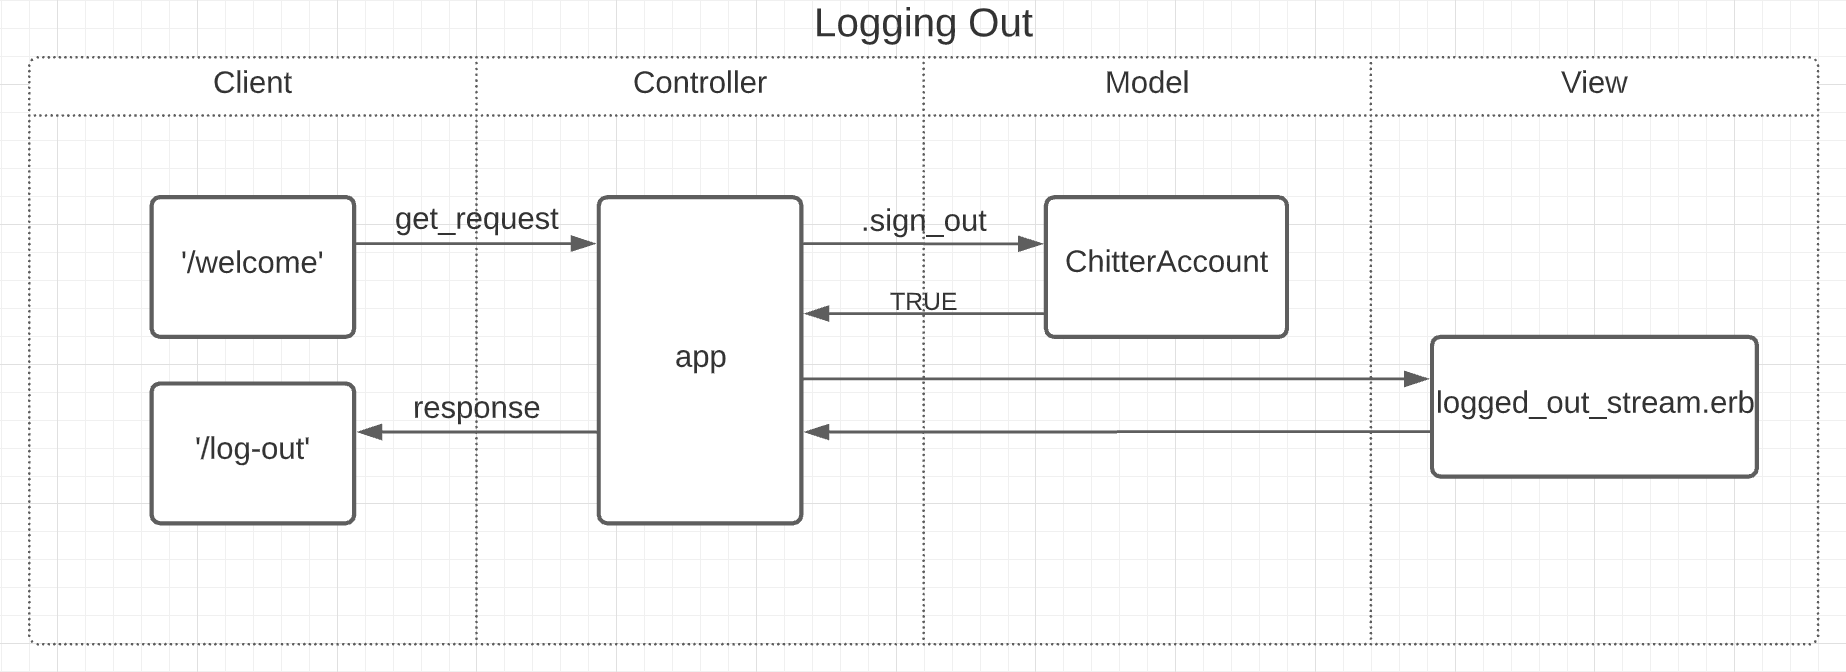 Logging Out
Client
Controller
Model
View
'/welcome'
get_request
.sign_out
ChitterAccount
TRUE
app
logged_out_stream.erb
response
'/log-out'